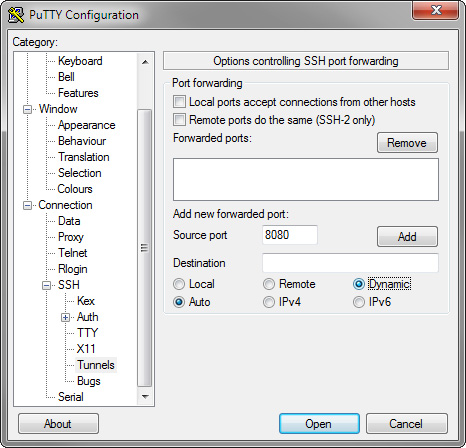 PuTTY Configuration
Category:
Keyboard
Bell
Features
Window
Appearance
Behaviour
Translation
Selection
Colours
Connection
Data
Proxy
Telnet
Rlogin
SSH
Kex
Auth
TTY
X11
Tunnels
Bugs
Serial
Options controlling SSH port forwarding
Port forwarding
Local ports accept connections from other hosts
Remote ports do the same (SSH-2 only)
Forwarded ports:
Remove
Add new forwarded port:
Source port 8080 Add
Destination
Local Remote Dynamic
Auto IPv4 IPv6
About Open Cancel